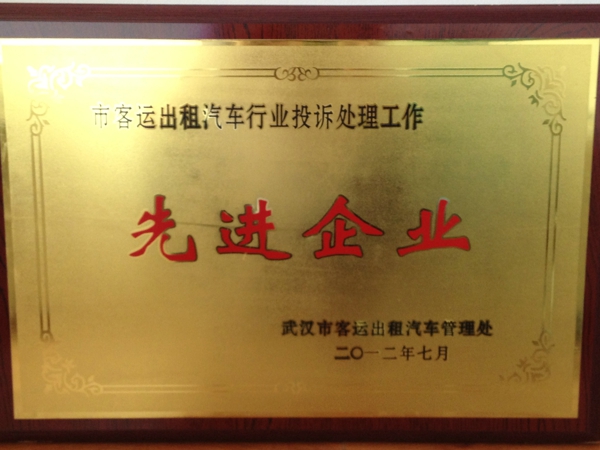 市客运出租汽车行业投诉处理工作
先进企业
武汉市客运出租汽车管理处
二〇一二年七月